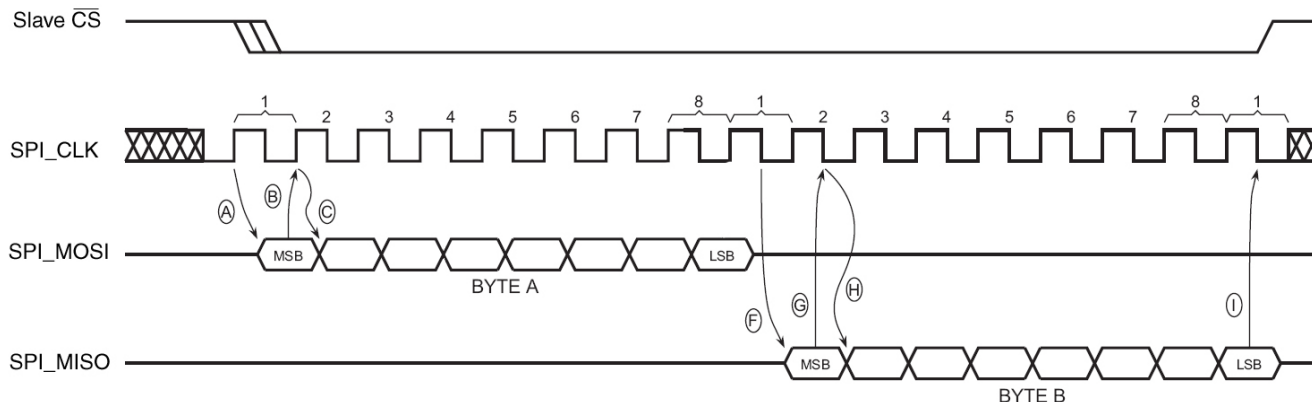 Slave C̅S̅
1 2 3 4 5 6 7 8 1 2 3 4 5 6 7 8 1
SPI_CLK
A B C
SPI_MOSI MSB LSB
BYTE A
F G H I
SPI_MISO MSB LSB
BYTE B